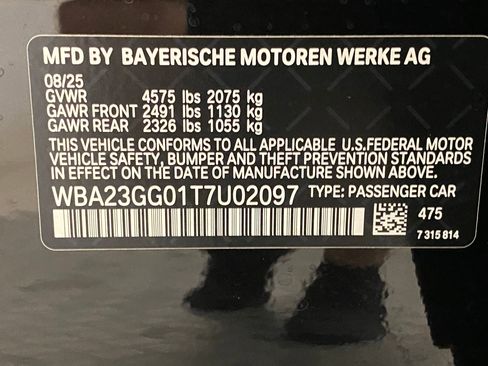 MFD BY BAYERISCHE MOTOREN WERKE AG
08/25
GVWR 4575 lbs 2075 kg
GAWR FRONT 2491 lbs 1130 kg
GAWR REAR 2326 lbs 1055 kg
THIS VEHICLE CONFORMS TO ALL APPLICABLE U.S.FEDERAL MOTOR
VEHICLE SAFETY, BUMPER AND THEFT PREVENTION STANDARDS
IN EFFECT ON THE DATE OF MANUFACTURE SHOWN ABOVE.
WBA23GG01T7U02097 TYPE: PASSENGER CAR
475
7 315 814